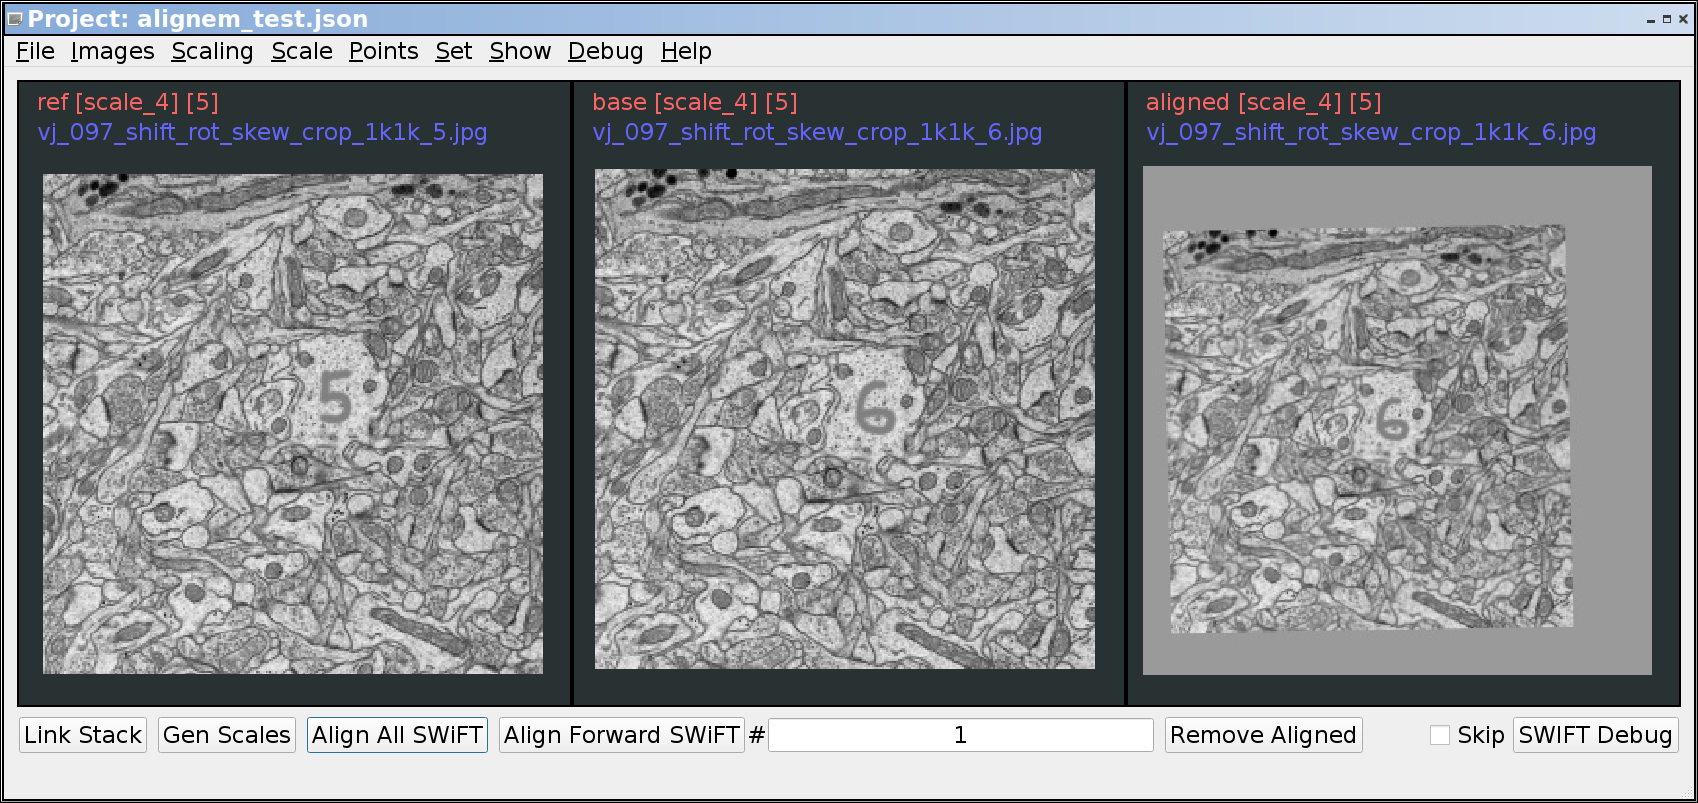 Project: alignem_test.json
File Images Scaling Scale Points Set Show Debug Help
ref [scale_4] [5]
vj_097_shift_rot_skew_crop_1k1k_5.jpg
base [scale_4] [5]
vj_097_shift_rot_skew_crop_1k1k_6.jpg
aligned [scale_4] [5]
vj_097_shift_rot_skew_crop_1k1k_6.jpg
5
6
6
Link Stack Gen Scales Align All SWiFT Align Forward SWiFT # 1 Remove Aligned Skip SWIFT Debug